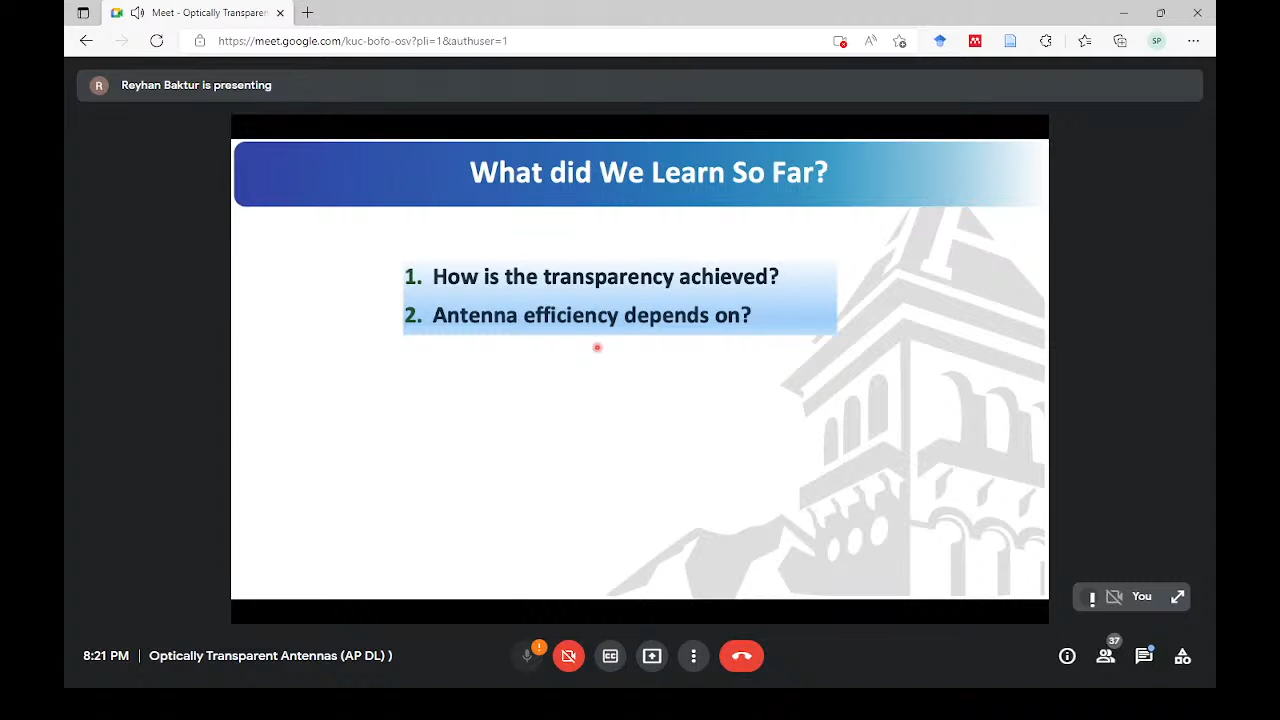 Meet - Optically Transparen
https://meet.google.com/kuc-bofo-osv?pli=1&authuser=1
SP
R
Reyhan Baktur is presenting
What did We Learn So Far?
1. How is the transparency achieved?
2. Antenna efficiency depends on?
You
8:21 PM
Optically Transparent Antennas (AP DL) )
37